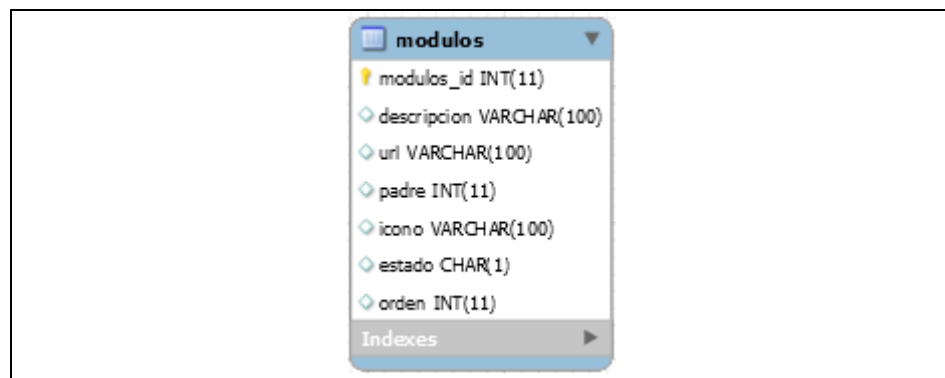 modulos
modulos_id INT(11)
descripcion VARCHAR(100)
url VARCHAR(100)
padre INT(11)
icono VARCHAR(100)
estado CHAR(1)
orden INT(11)
Indexes